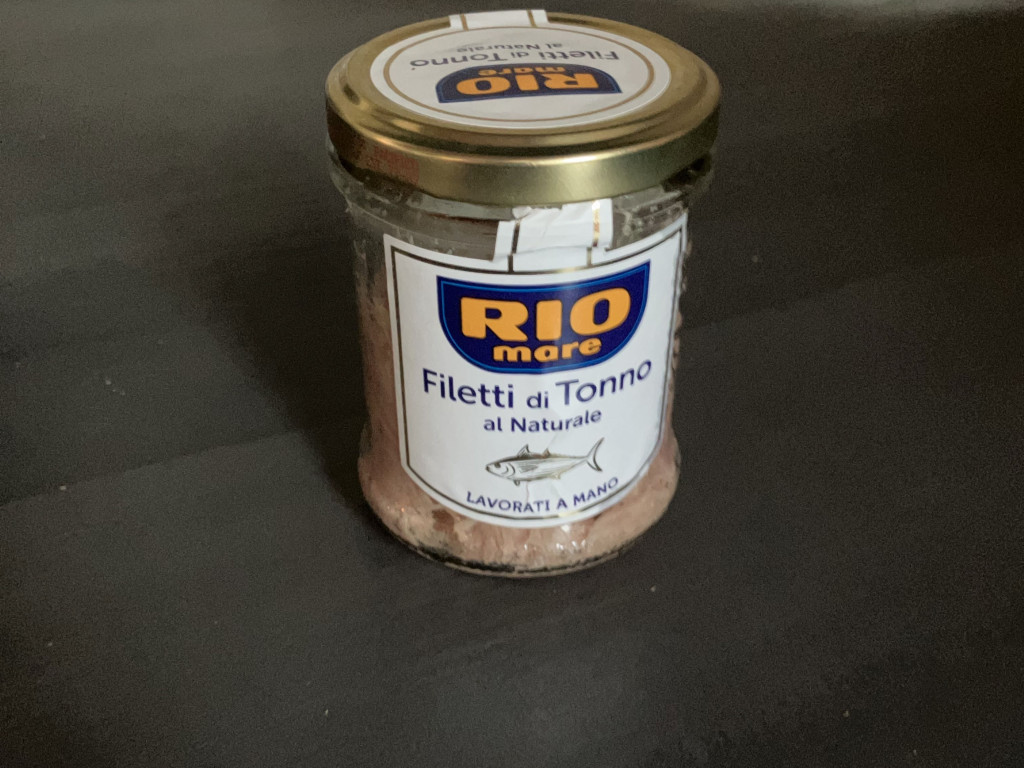 Filetti di Tonno
al Naturale
RIO
mare
RIO
mare
Filetti di Tonno
al Naturale
LAVORATI A MANO